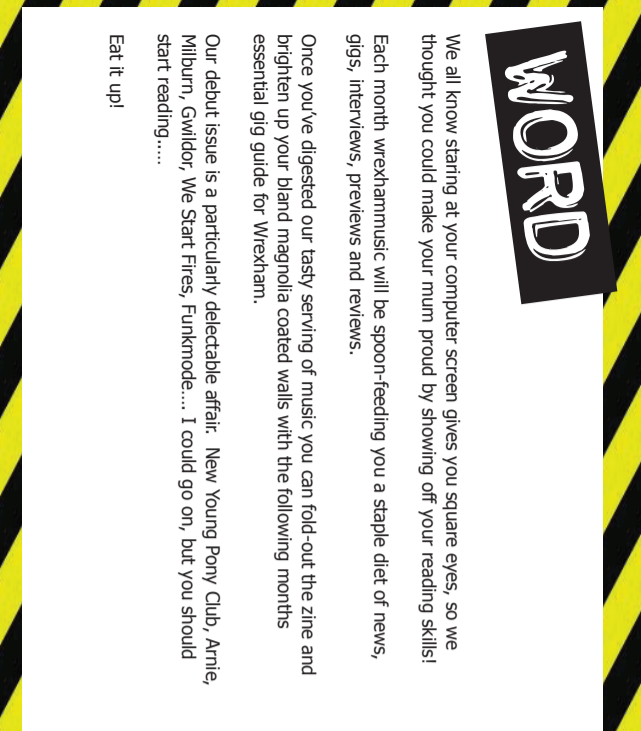 WORD
We all know staring at your computer screen gives you square eyes, so we
thought you could make your mum proud by showing off your reading skills!
Each month wrexhammusic will be spoon-feeding you a staple diet of news,
gigs, interviews, previews and reviews.
Once you've digested our tasty serving of music you can fold-out the zine and
brighten up your bland magnolia coated walls with the following months
essential gig guide for Wrexham.
Our debut issue is a particularly delectable affair.  New Young Pony Club, Arnie,
Milburn, Gwildor, We Start Fires, Funkmode.... I could go on, but you should
start reading.....
Eat it up!